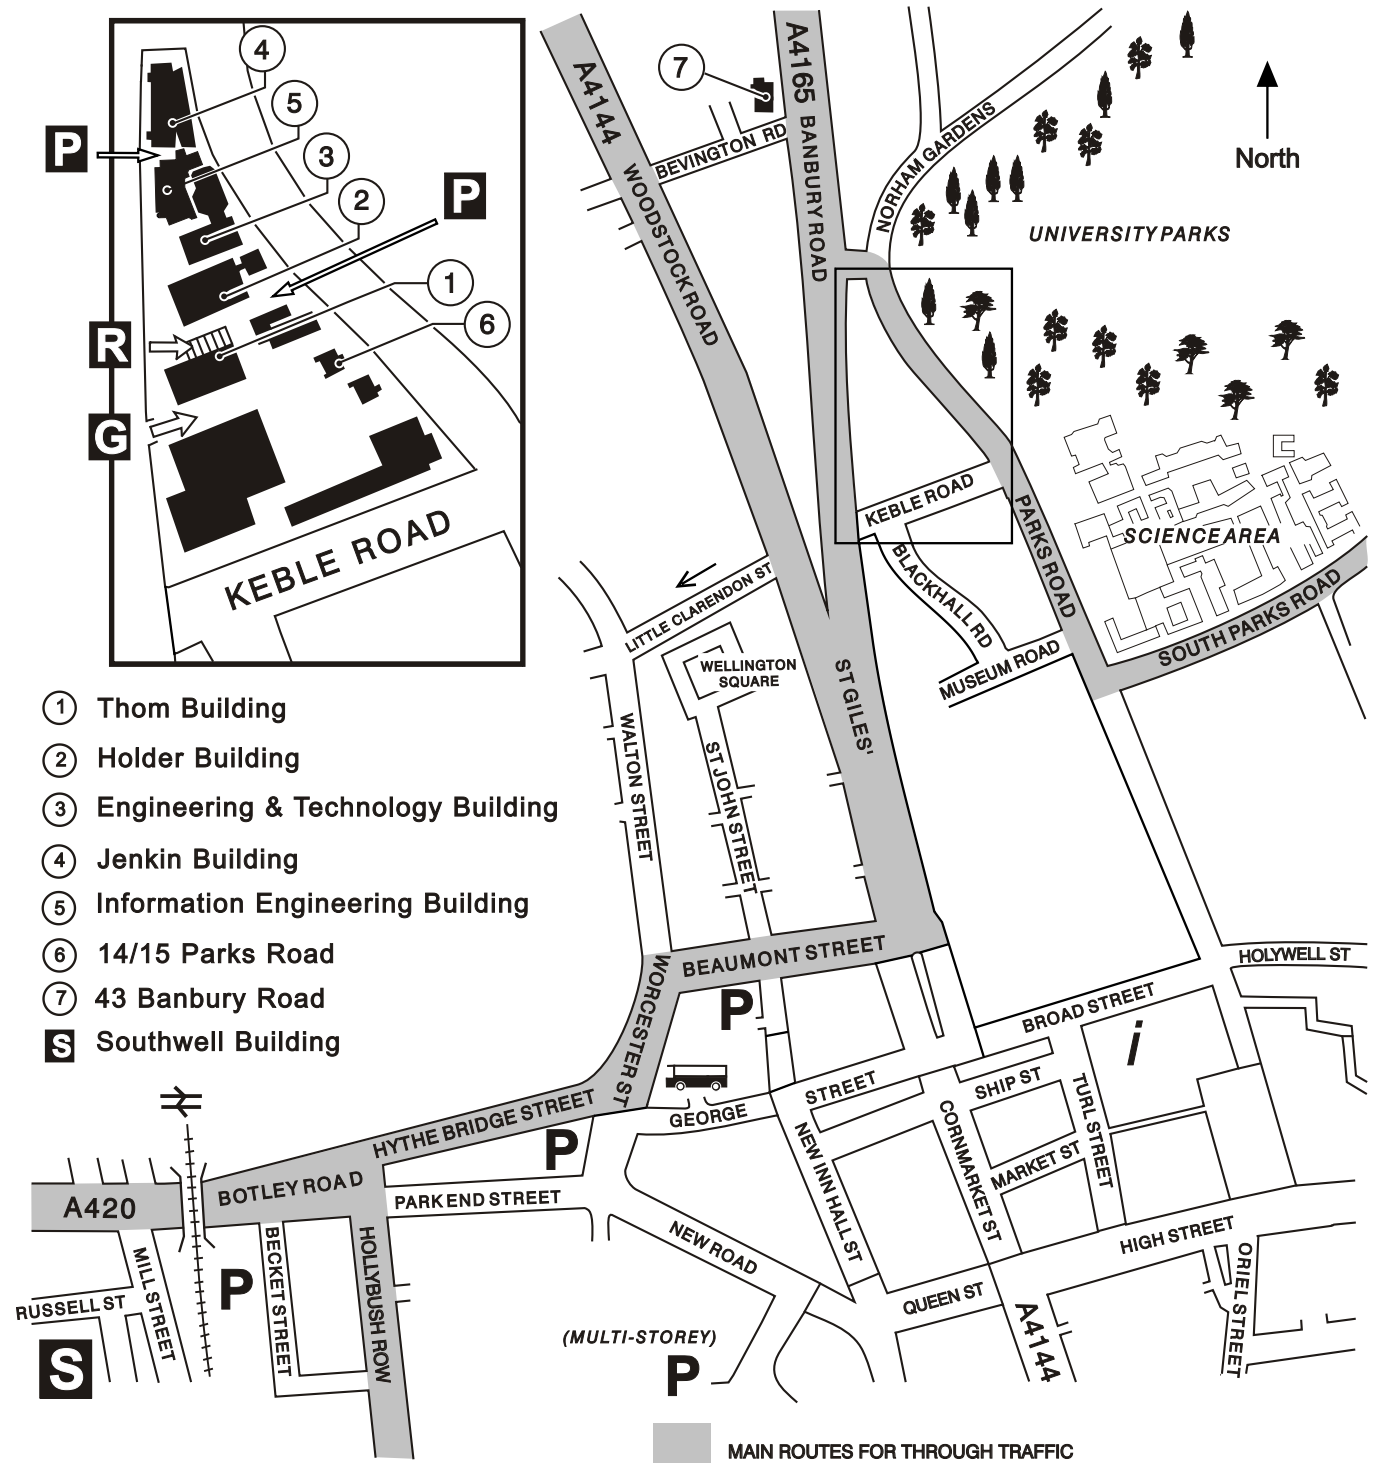 4
5
3
2
1
6
P
P
R
G
KEBLE ROAD
1 Thom Building
2 Holder Building
3 Engineering & Technology Building
4 Jenkin Building
5 Information Engineering Building
6 14/15 Parks Road
7 43 Banbury Road
S Southwell Building
A4144
WOODSTOCK ROAD
7
A4165 BANBURY ROAD
BEVINGTON RD
NORHAM GARDENS
North
UNIVERSITY PARKS
KEBLE ROAD
PARKS ROAD
SCIENCE AREA
SOUTH PARKS ROAD
BLACKHALL RD
MUSEUM ROAD
LITTLE CLARENDON ST
WELLINGTON
SQUARE
ST GILES'
WALTON STREET
ST JOHN STREET
BEAUMONT STREET
WORCESTER ST
P
HOLYWELL ST
BROAD STREET
i
GEORGE
STREET
SHIP ST
TURL STREET
CORNMARKET ST
MARKET ST
NEW INN HALL ST
HYTHE BRIDGE STREET
P
A420
BOTLEY ROAD
PARK END STREET
NEW ROAD
HIGH STREET
ORIEL STREET
QUEEN ST
A4144
MILL STREET
RUSSELL ST
S
P
BECKET STREET
HOLLYBUSH ROW
(MULTI-STOREY)
P
MAIN ROUTES FOR THROUGH TRAFFIC